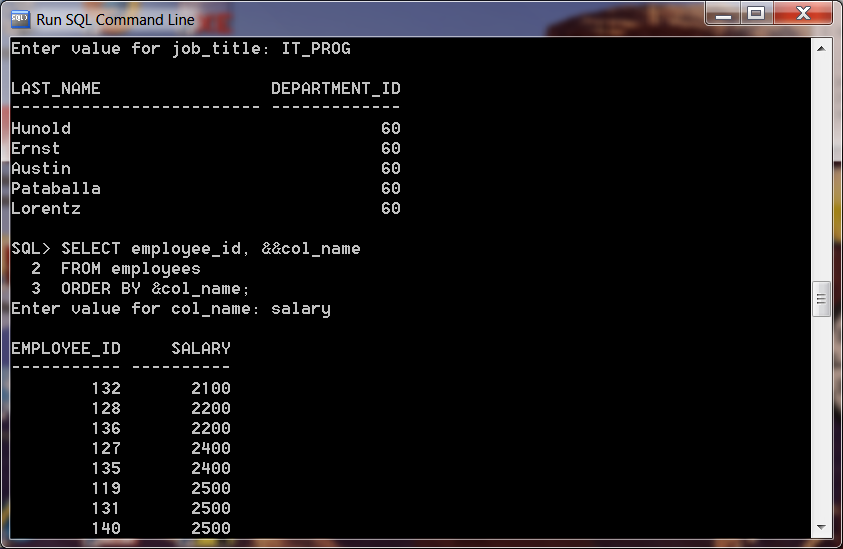 Run SQL Command Line
Enter value for job_title: IT_PROG
LAST_NAME                 DEPARTMENT_ID
------------------------- -------------
Hunold                               60
Ernst                                60
Austin                               60
Pataballa                            60
Lorentz                              60
SQL> SELECT employee_id, &&col_name
  2  FROM employees
  3  ORDER BY &col_name;
Enter value for col_name: salary
EMPLOYEE_ID     SALARY
----------- ----------
        132       2100
        128       2200
        136       2200
        127       2400
        135       2400
        119       2500
        131       2500
        140       2500